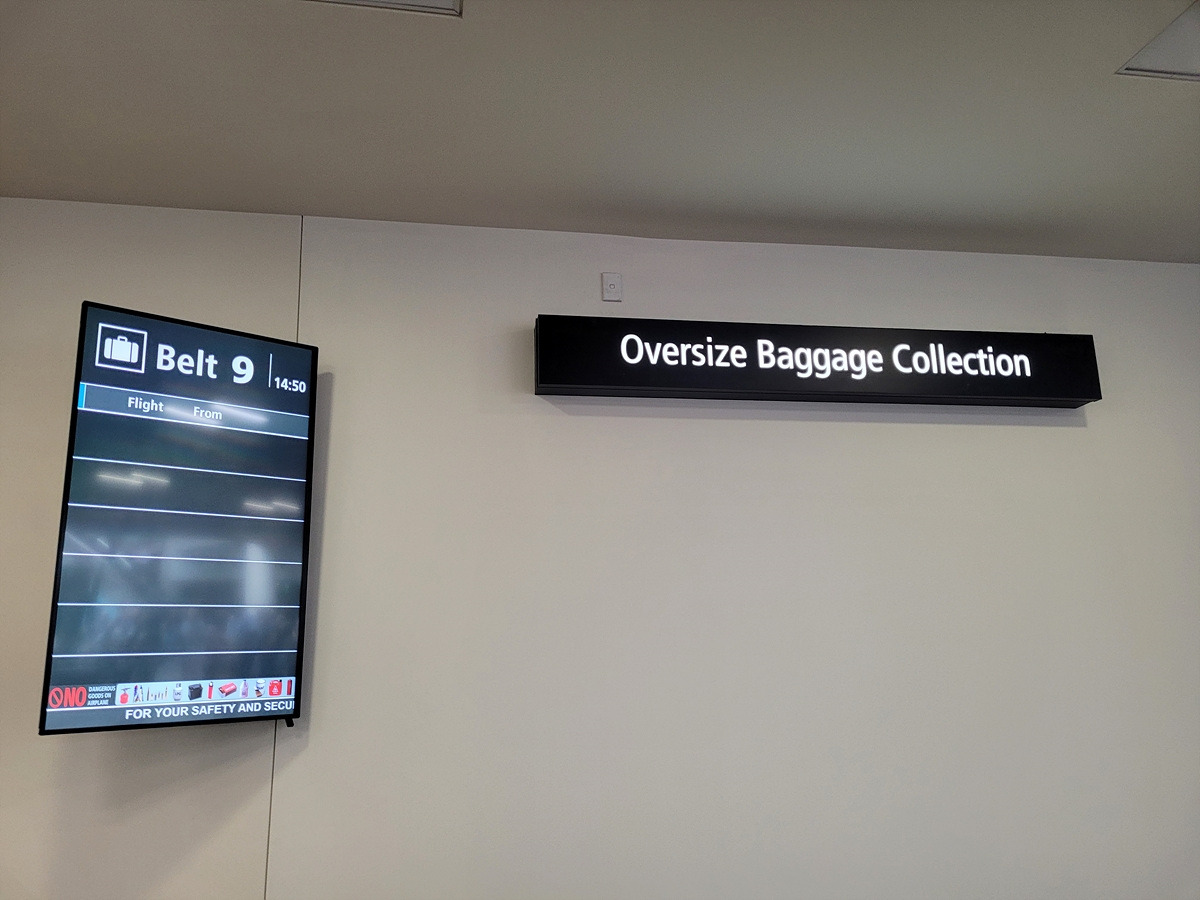 Belt 9
14:50
Flight From
NO
DANGEROUS
GOODS ON
AIRPLANE
FOR YOUR SAFETY AND SECU
Oversize Baggage Collection